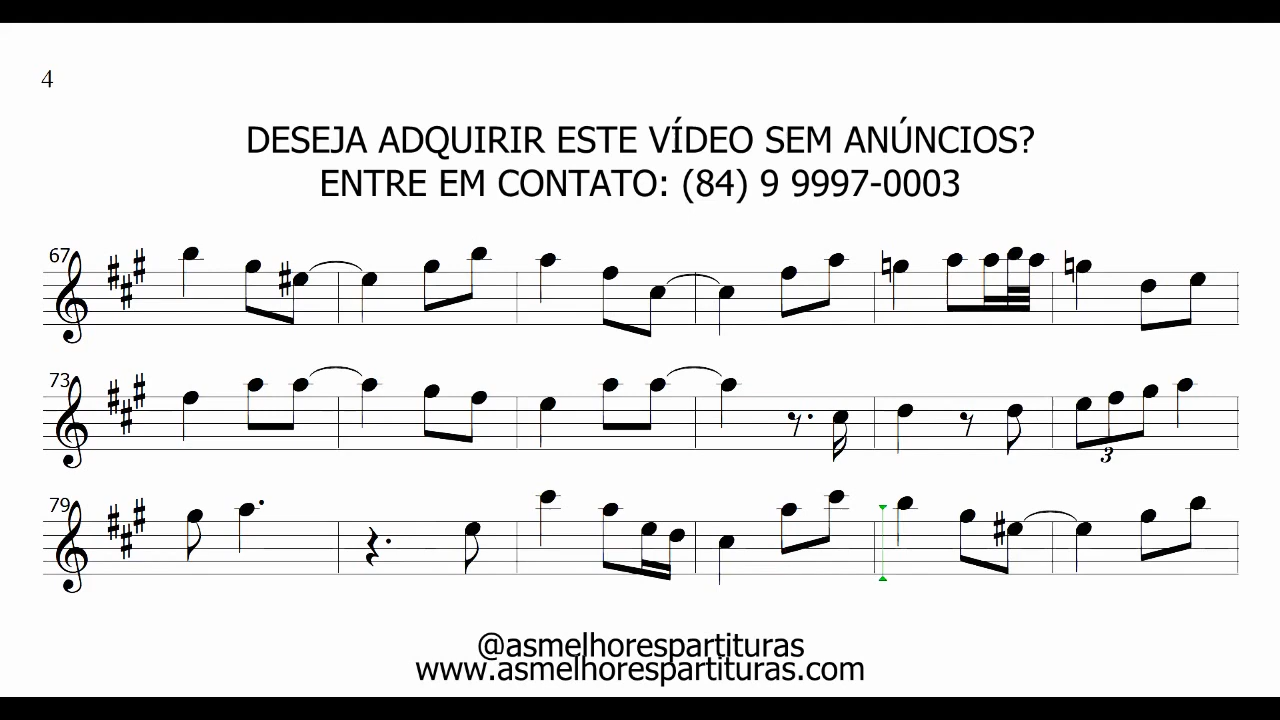 4
DESEJA ADQUIRIR ESTE VÍDEO SEM ANÚNCIOS?
ENTRE EM CONTATO: (84) 9 9997-0003
67
73
3
79
@asmelhorespartituras
www.asmelhorespartituras.com